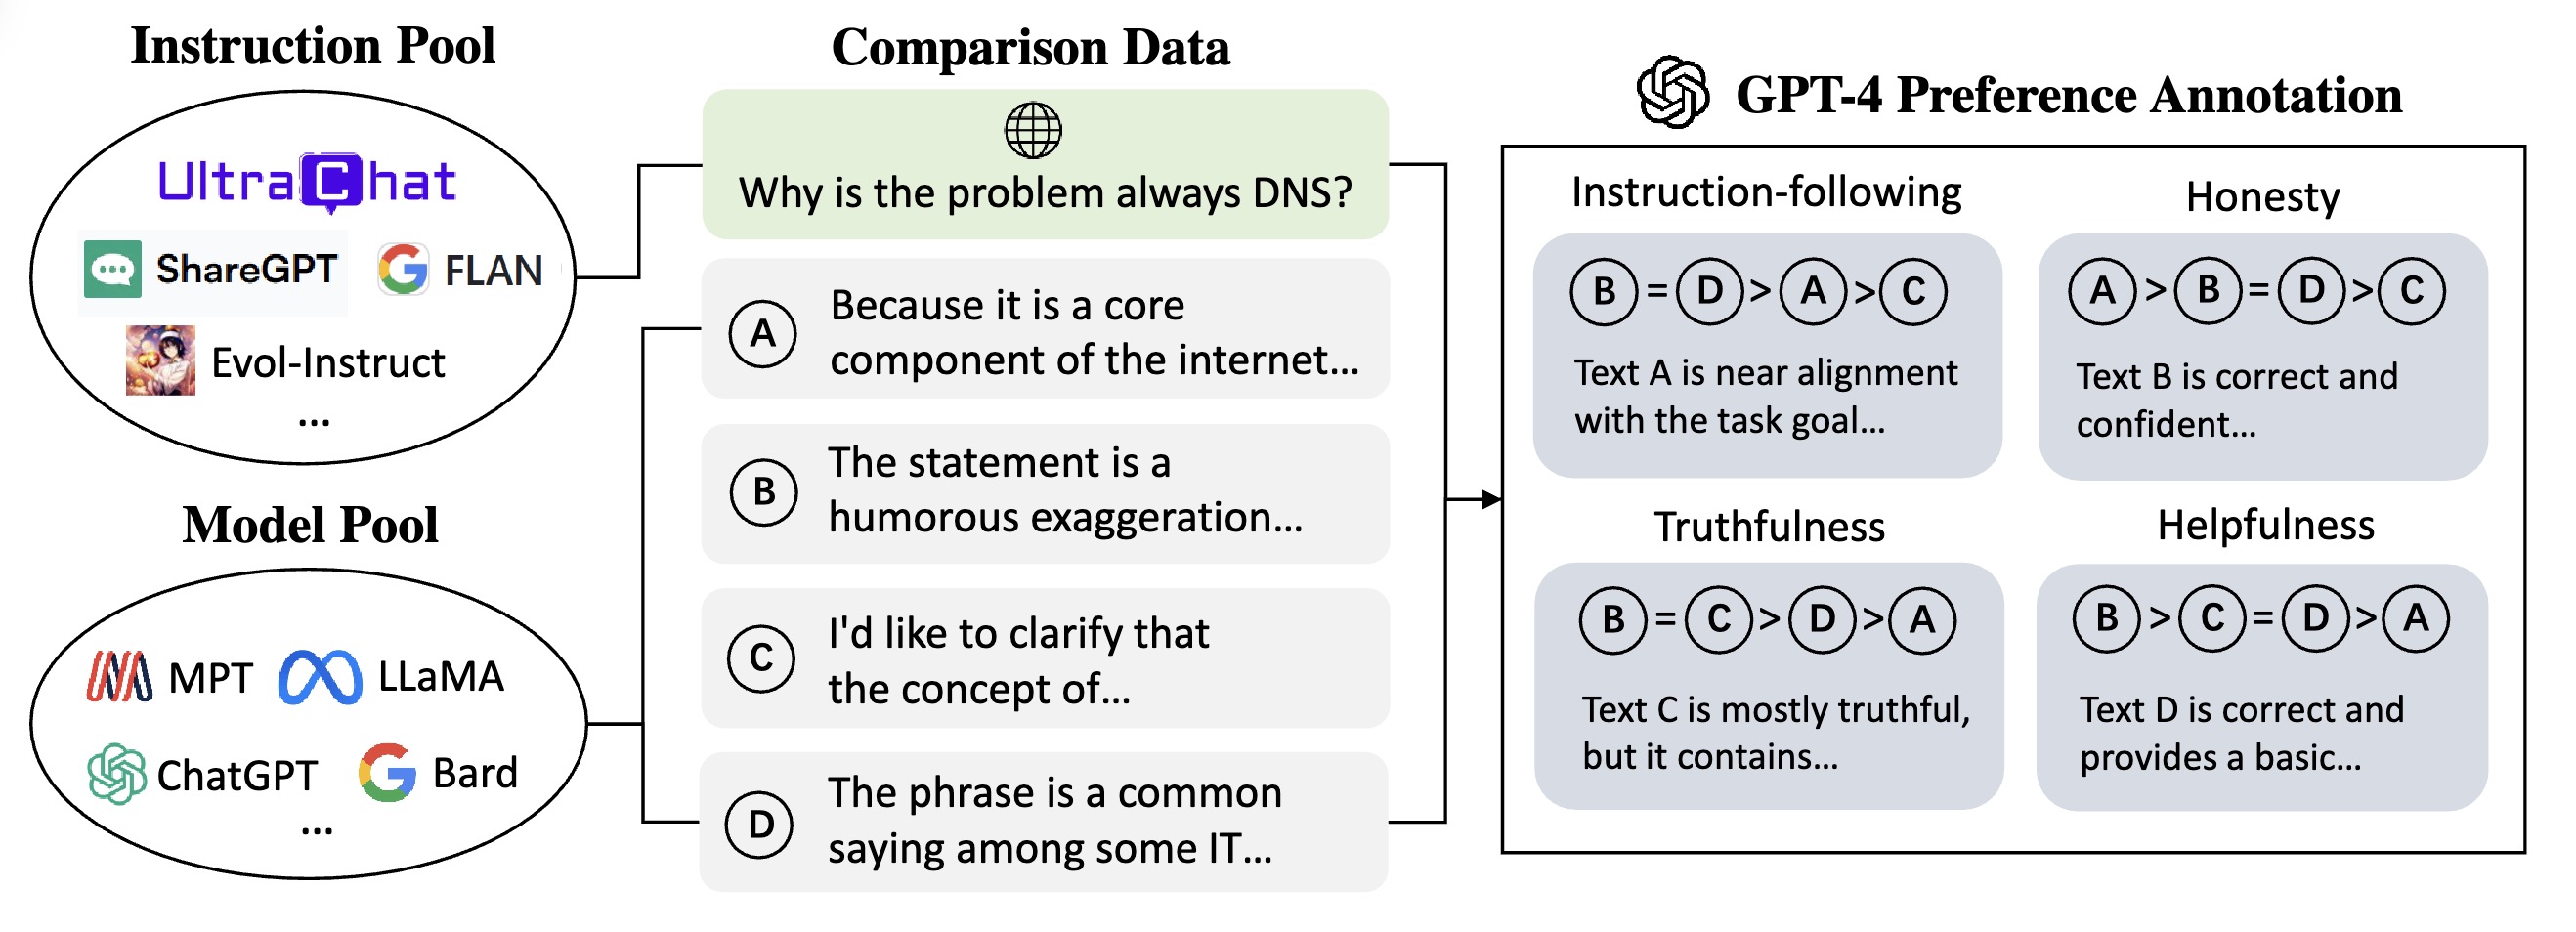 Instruction Pool
UltraChat
ShareGPT
FLAN
Evol-Instruct
...
Model Pool
MPT
LLaMA
ChatGPT
Bard
...
Comparison Data
Why is the problem always DNS?
A
Because it is a core
component of the internet...
B
The statement is a
humorous exaggeration...
C
I'd like to clarify that
the concept of...
D
The phrase is a common
saying among some IT...
GPT-4 Preference Annotation
Instruction-following
B = D > A > C
Text A is near alignment
with the task goal...
Honesty
A > B = D > C
Text B is correct and
confident...
Truthfulness
B = C > D > A
Text C is mostly truthful,
but it contains...
Helpfulness
B > C = D > A
Text D is correct and
provides a basic...